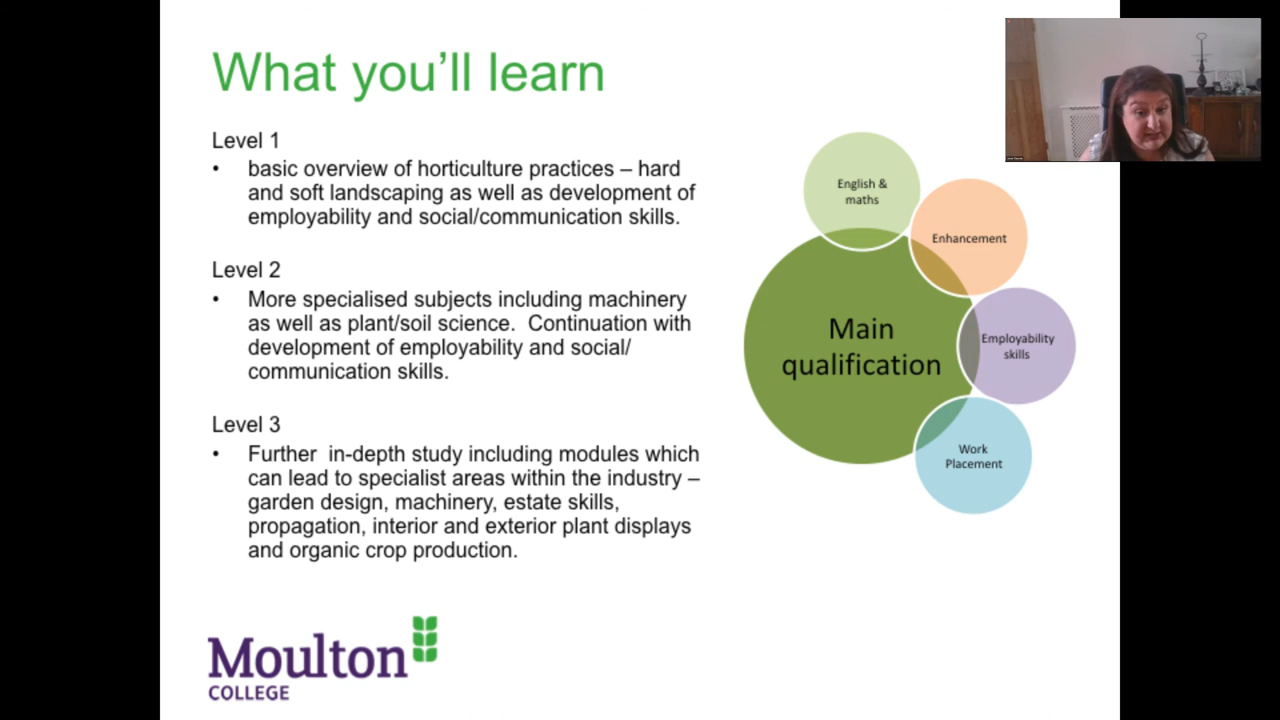 What you'll learn
Level 1
• basic overview of horticulture practices – hard
and soft landscaping as well as development of
employability and social/communication skills.
Level 2
• More specialised subjects including machinery
as well as plant/soil science.  Continuation with
development of employability and social/
communication skills.
Level 3
• Further  in-depth study including modules which
can lead to specialist areas within the industry –
garden design, machinery, estate skills,
propagation, interior and exterior plant displays
and organic crop production.
English &
maths
Enhancement
Main
qualification
Employability
skills
Work
Placement
Moulton
COLLEGE